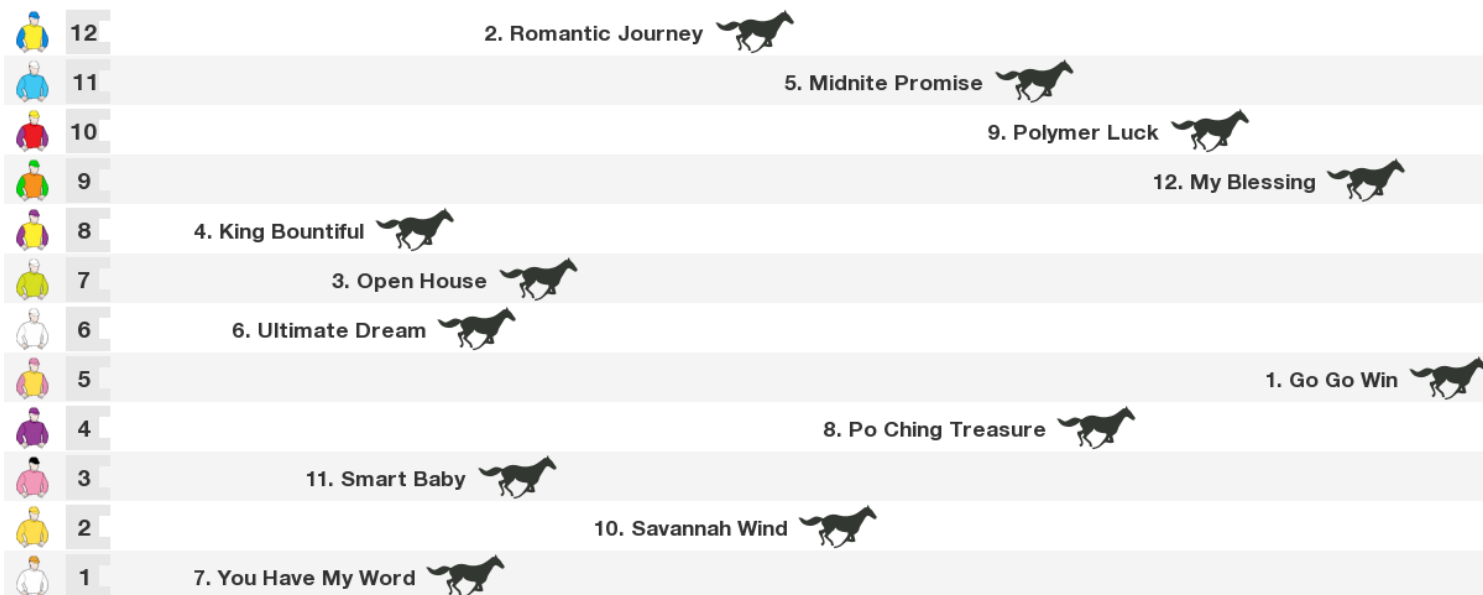 12 2. Romantic Journey
11 5. Midnite Promise
10 9. Polymer Luck
9 12. My Blessing
8 4. King Bountiful
7 3. Open House
6 6. Ultimate Dream
5 1. Go Go Win
4 8. Po Ching Treasure
3 11. Smart Baby
2 10. Savannah Wind
1 7. You Have My Word